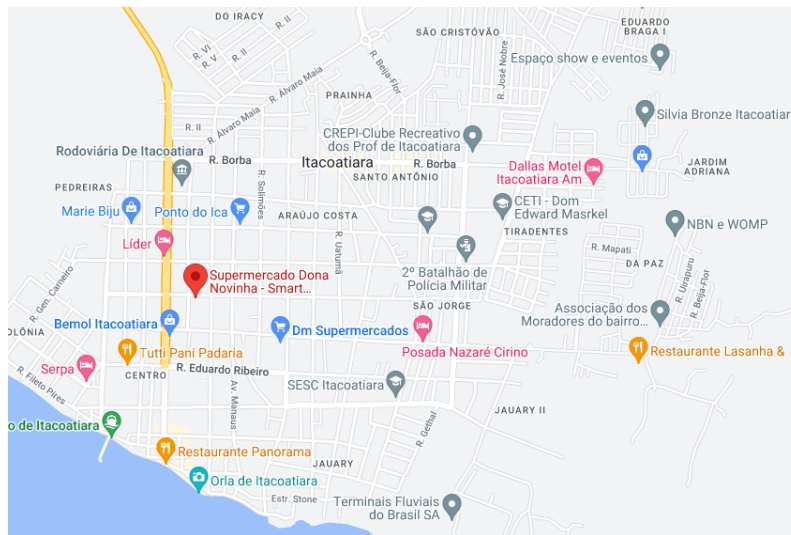 DO IRACY
R. II
EDUARDO
BRAGA I
SÃO CRISTÓVÃO
R. VI
R. V
R. II
R. Álvaro Maia
R. Beija-Flor
R. José Nobre
Espaço show e eventos
PRAINHA
R. II
R. Álvaro Maia
CREPI-Clube Recreativo
dos Prof de Itacoatiara
Silvia Bronze Itacoatiar
Rodoviária De Itacoatiara
R. Borba
Itacoatiara
R. Borba
SANTO ANTÔNIO
Dallas Motel
Itacoatiara Am
JARDIM
ADRIANA
PEDREIRAS
R. Solimões
Marie Biju
Ponto do Ica
ARAÚJO COSTA
CETI - Dom
Edward Masrkel
TIRADENTES
NBN e WOMP
Líder
R. Uatumã
R. Mapati
2º Batalhão de
Polícia Militar
DA PAZ
R. Uirapuru
R. Beija-Flor
R. Gen. Carneiro
Supermercado Dona
Novinha - Smart...
SÃO JORGE
Associação dos
Moradores do bairro...
OLÔNIA
Bemol Itacoatiara
Dm Supermercados
Tutti Pani Padaria
Posada Nazaré Cirino
Restaurante Lasanha &
Serpa
CENTRO
R. Eduardo Ribeiro
SESC Itacoatiara
R. Fileto Pires
Av. Manaus
JAUARY II
o de Itacoatiara
R. Gethal
Restaurante Panorama
JAUARY
Orla de Itacoatiara
Estr. Stone
Terminais Fluviais
do Brasil SA